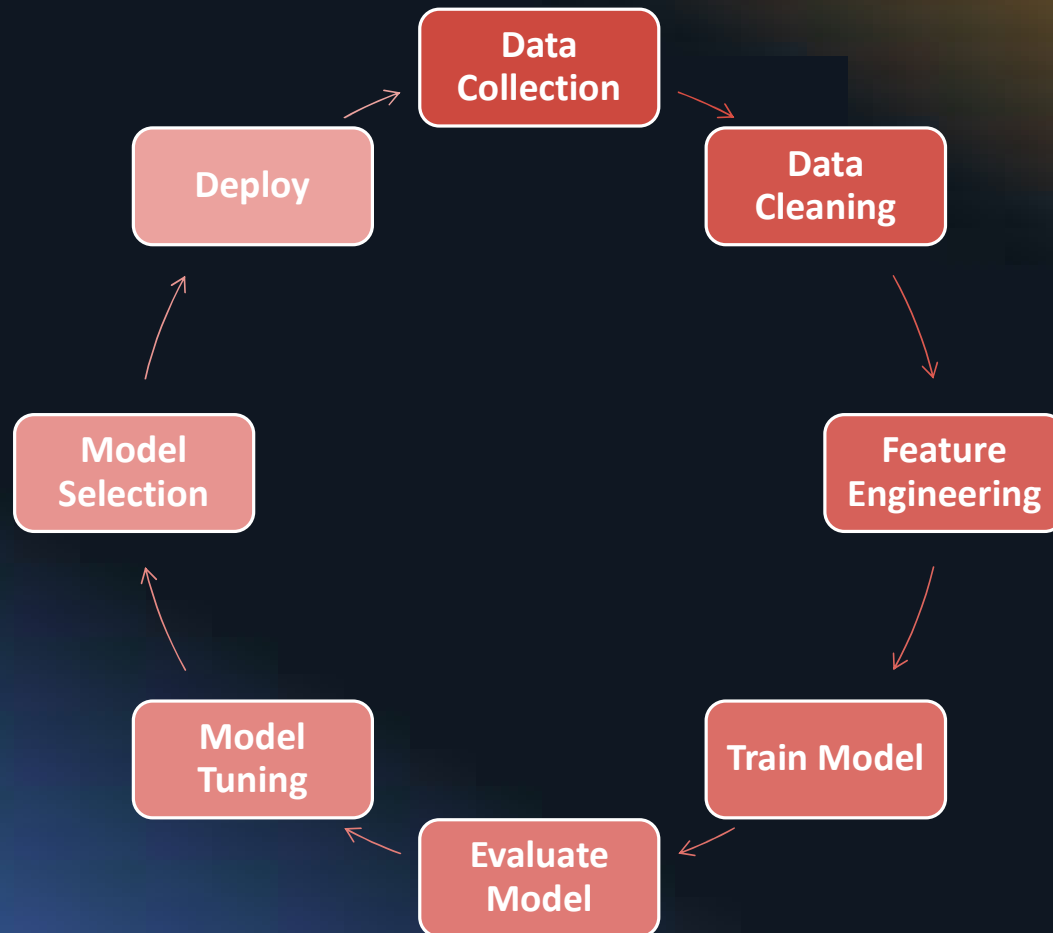 Data
Collection
Data
Cleaning
Feature
Engineering
Train Model
Evaluate
Model
Model
Tuning
Model
Selection
Deploy